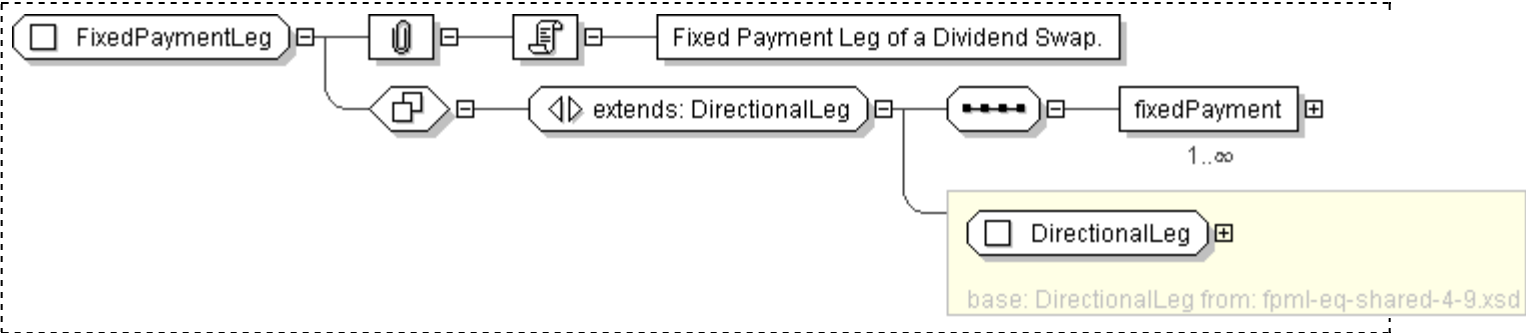 FixedPaymentLeg
Fixed Payment Leg of a Dividend Swap.
extends: DirectionalLeg
fixedPayment
1..∞
DirectionalLeg
base: DirectionalLeg from: fpml-eq-shared-4-9.xsd